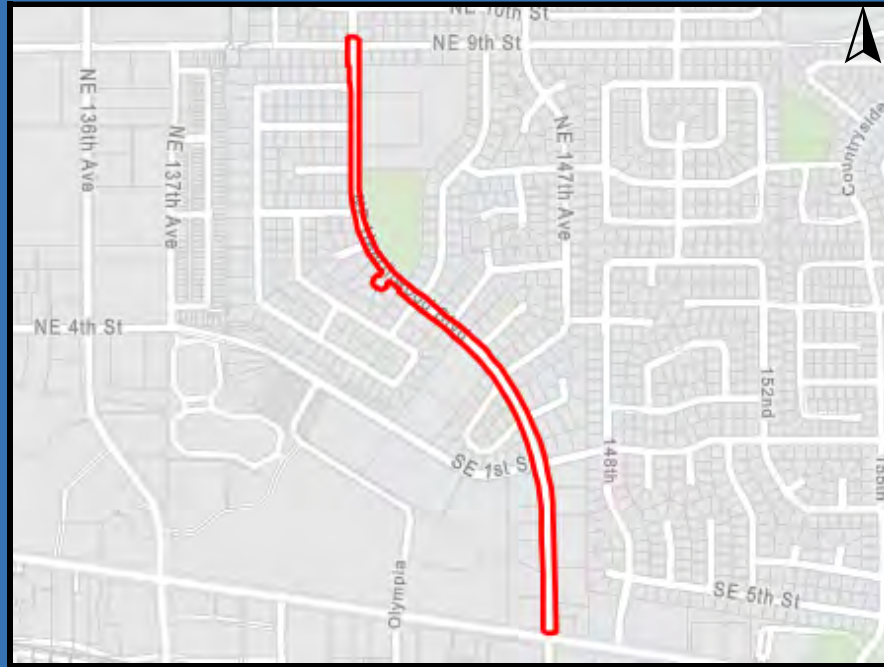 NE 10th St
NE 9th St
NE 136th Ave
NE 137th Ave
NE 147th Ave
Countryside
NE 4th St
152nd
148th
SE 1st S
Olympia
SE 5th St